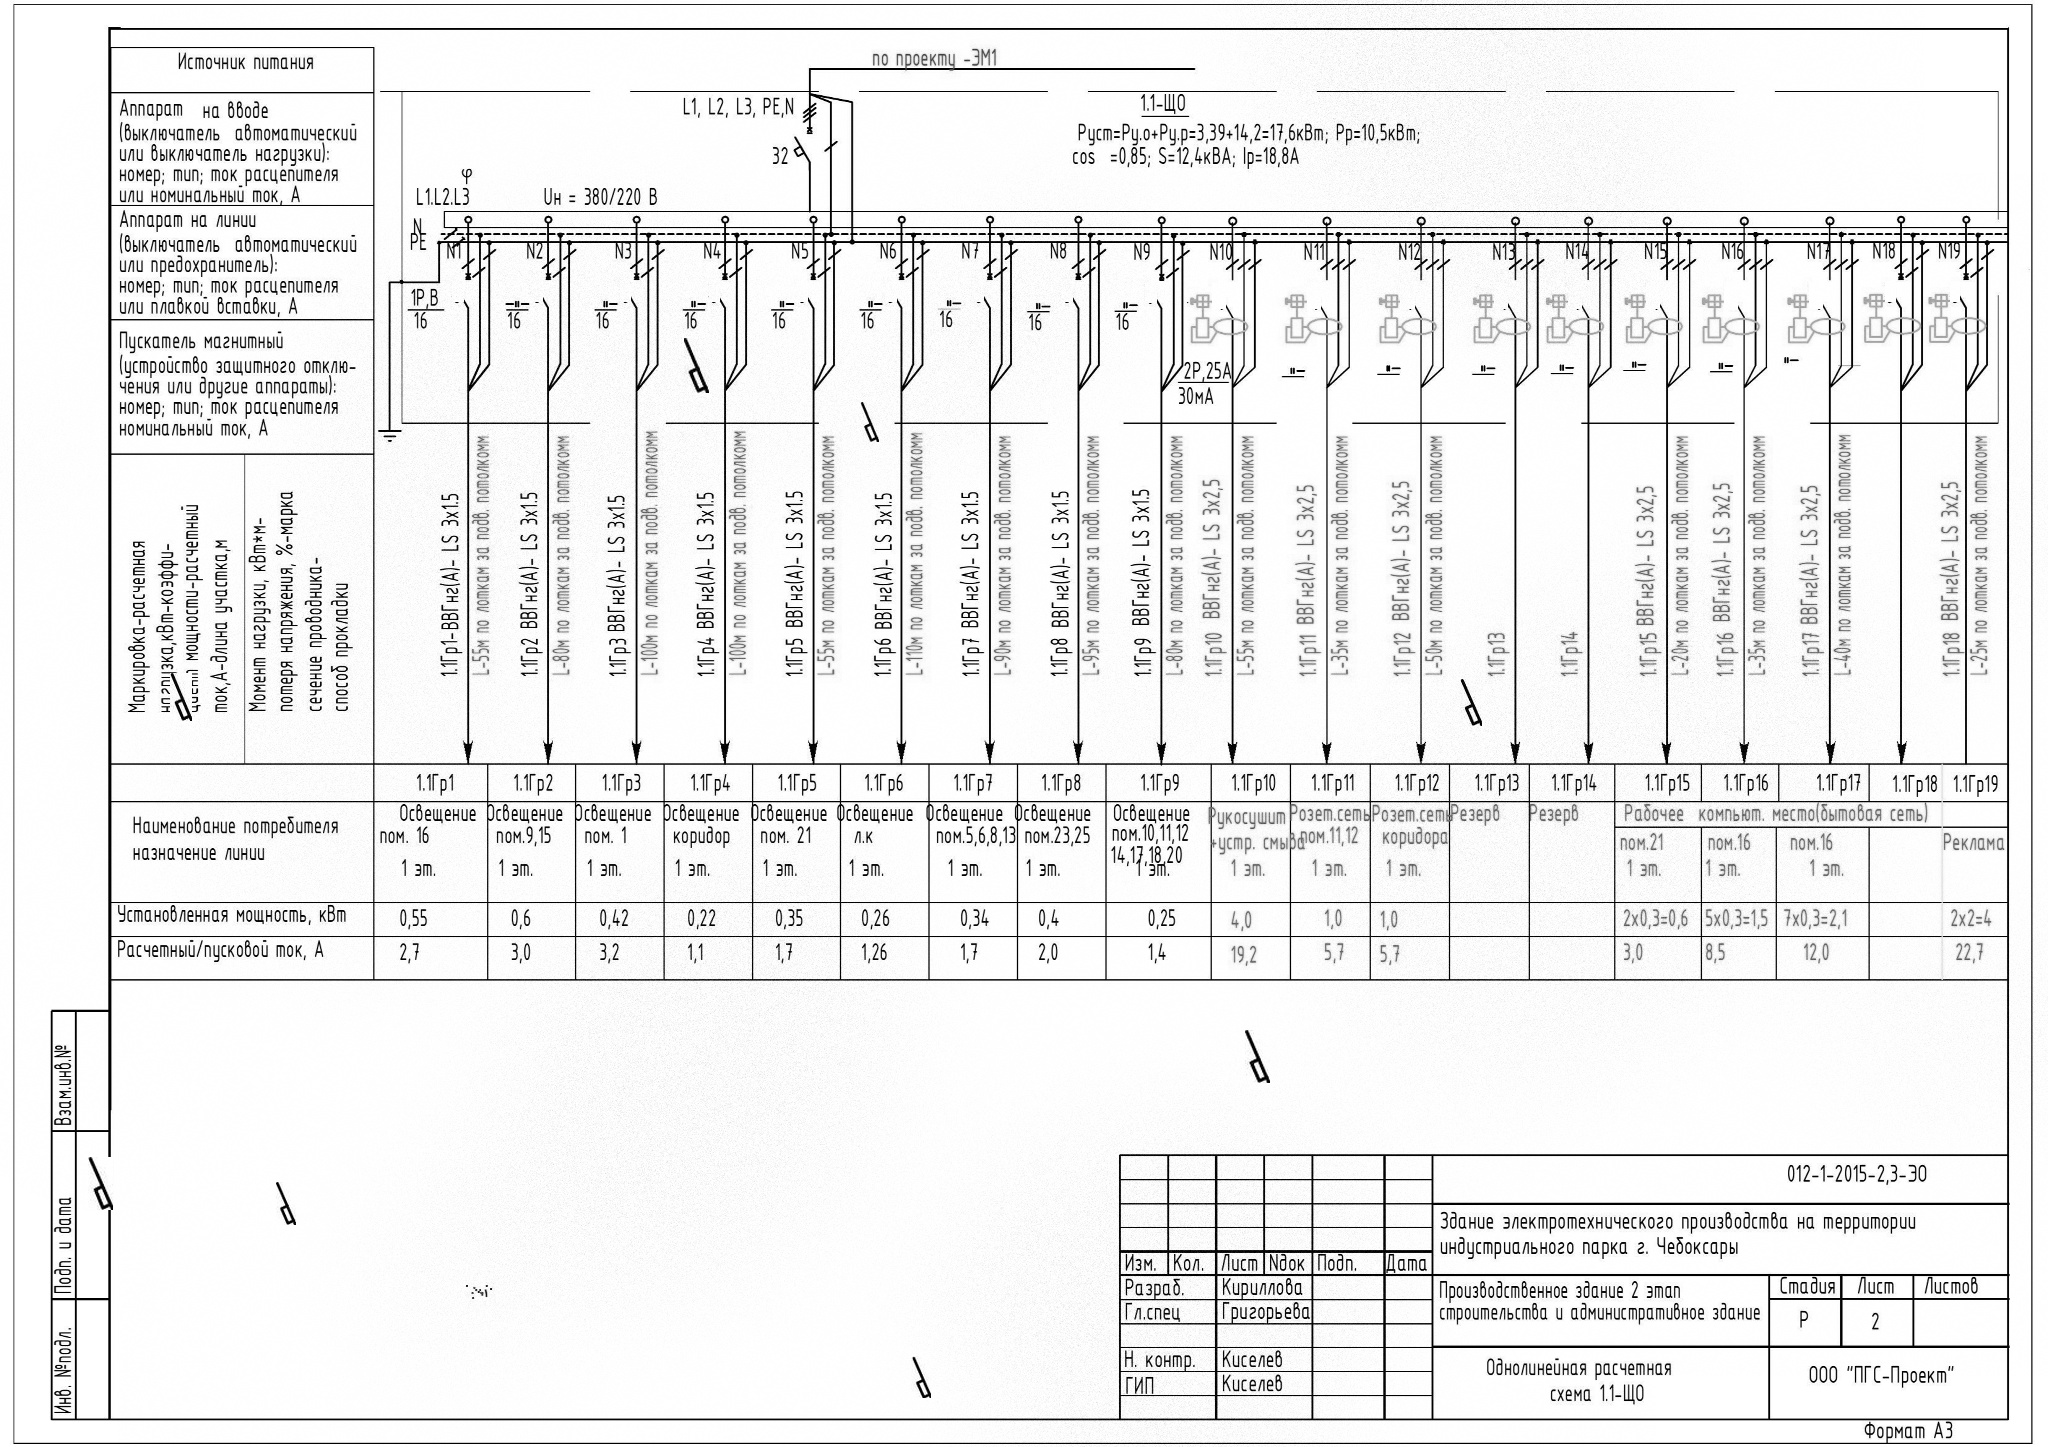 Источник питания
по проекту -ЭМ1
Аппарат на вводе
(выключатель автоматический
или выключатель нагрузки):
номер; тип; ток расцепителя
или номинальный ток, А
L1, L2, L3, PE,N
32
1.1-ЩО
Руст=Ру.о+Ру.р=3,39+14,2=17,6кВт; Рр=10,5кВт;
cos =0,85; S=12,4кВА; Iр=18,8А
φ
L1.L2.L3
Uн = 380/220 В
N
PE
Аппарат на линии
(выключатель автоматический
или предохранитель):
номер; тип; ток расцепителя
или плавкой вставки, А
N1 N2 N3 N4 N5 N6 N7 N8 N9 N10 N11 N12 N13 N14 N15 N16 N17 N18 N19
1Р,В
16
-"- 16
-"- 16
-"- 16
-"- 16
-"- 16
-"- 16
-"- 16
-"- 16
Пускатель магнитный
(устройство защитного отклю-
чения или другие аппараты):
номер; тип; ток расцепителя
номинальный ток, А
2Р,25А
30мА
-"- -"- -"- -"- -"- -"- -"-
Маркировка-расчетная
нагрузка,кВт-коэффи-
циент мощности-расчетный
ток,А-длина участка,м
Момент нагрузки, кВт*м-
потеря напряжения, %-марка
сечение проводника-
способ прокладки
1.1Гр1-ВВГнг(А)- LS 3х1.5
L-55м по лоткам за подв. потолкомм
1.1Гр2 ВВГнг(А)- LS 3х1.5
L-80м по лоткам за подв. потолкомм
1.1Гр3 ВВГнг(А)- LS 3х1.5
L-100м по лоткам за подв. потолкомм
1.1Гр4 ВВГнг(А)- LS 3х1.5
L-100м по лоткам за подв. потолкомм
1.1Гр5 ВВГнг(А)- LS 3х1.5
L-55м по лоткам за подв. потолкомм
1.1Гр6 ВВГнг(А)- LS 3х1.5
L-110м по лоткам за подв. потолкомм
1.1Гр7 ВВГнг(А)- LS 3х1.5
L-90м по лоткам за подв. потолкомм
1.1Гр8 ВВГнг(А)- LS 3х1.5
L-95м по лоткам за подв. потолкомм
1.1Гр9 ВВГнг(А)- LS 3х1.5
L-80м по лоткам за подв. потолкомм
1.1Гр10 ВВГнг(А)- LS 3х2,5
L-55м по лоткам за подв. потолкомм
1.1Гр11 ВВГнг(А)- LS 3х2,5
L-35м по лоткам за подв. потолкомм
1.1Гр12 ВВГнг(А)- LS 3х2,5
L-50м по лоткам за подв. потолкомм
1.1Гр13
1.1Гр14
1.1Гр15 ВВГнг(А)- LS 3х2,5
L-20м по лоткам за подв. потолкомм
1.1Гр16 ВВГнг(А)- LS 3х2,5
L-35м по лоткам за подв. потолкомм
1.1Гр17 ВВГнг(А)- LS 3х2,5
L-40м по лоткам за подв. потолкомм
1.1Гр18 ВВГнг(А)- LS 3х2,5
L-25м по лоткам за подв. потолкомм
1.1Гр1 1.1Гр2 1.1Гр3 1.1Гр4 1.1Гр5 1.1Гр6 1.1Гр7 1.1Гр8 1.1Гр9 1.1Гр10 1.1Гр11 1.1Гр12 1.1Гр13 1.1Гр14 1.1Гр15 1.1Гр16 1.1Гр17 1.1Гр18 1.1Гр19
Наименование потребителя
назначение линии
Освещение
пом. 16
1 эт.
Освещение
пом.9,15
1 эт.
Освещение
пом. 1
1 эт.
Освещение
коридор
1 эт.
Освещение
пом. 21
1 эт.
Освещение
л.к
1 эт.
Освещение
пом.5,6,8,13
1 эт.
Освещение
пом.23,25
1 эт.
Освещение
пом.10,11,12
14,17,18,20
1 эт.
Рукосушит
+устр. смыва
1 эт.
Розет.сеть
пом.11,12
1 эт.
Розет.сеть
коридора
1 эт.
Резерв
Резерв
Рабочее компьют. место(бытовая сеть)
пом.21
1 эт.
пом.16
1 эт.
пом.16
1 эт.
Реклама
Установленная мощность, кВт 0,55 0,6 0,42 0,22 0,35 0,26 0,34 0,4 0,25 4,0 1,0 1,0 2х0,3=0,6 5х0,3=1,5 7х0,3=2,1 2х2=4
Расчетный/пусковой ток, А 2,7 3,0 3,2 1,1 1,7 1,26 1,7 2,0 1,4 19,2 5,7 5,7 3,0 8,5 12,0 22,7
Взам.инв.№
Подп. и дата
Инв. №подл.
012-1-2015-2,3-ЭО
Здание электротехнического производства на территории
индустриального парка г. Чебоксары
Изм. Кол. Лист Nдок Подп. Дата
Разраб. Кириллова
Гл.спец Григорьева
Н. контр. Киселев
ГИП Киселев
Производственное здание 2 этап
строительства и административное здание
Стадия Лист Листов
Р 2
Однолинейная расчетная
схема 1.1-ЩО
ООО "ПГС-Проект"
Формат А3